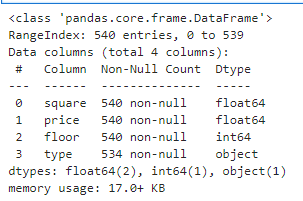 <class 'pandas.core.frame.DataFrame'>
RangeIndex: 540 entries, 0 to 539
Data columns (total 4 columns):
 #   Column  Non-Null Count  Dtype
---  ------  --------------  -----
 0   square  540 non-null    float64
 1   price   540 non-null    float64
 2   floor   540 non-null    int64
 3   type    534 non-null    object
dtypes: float64(2), int64(1), object(1)
memory usage: 17.0+ KB